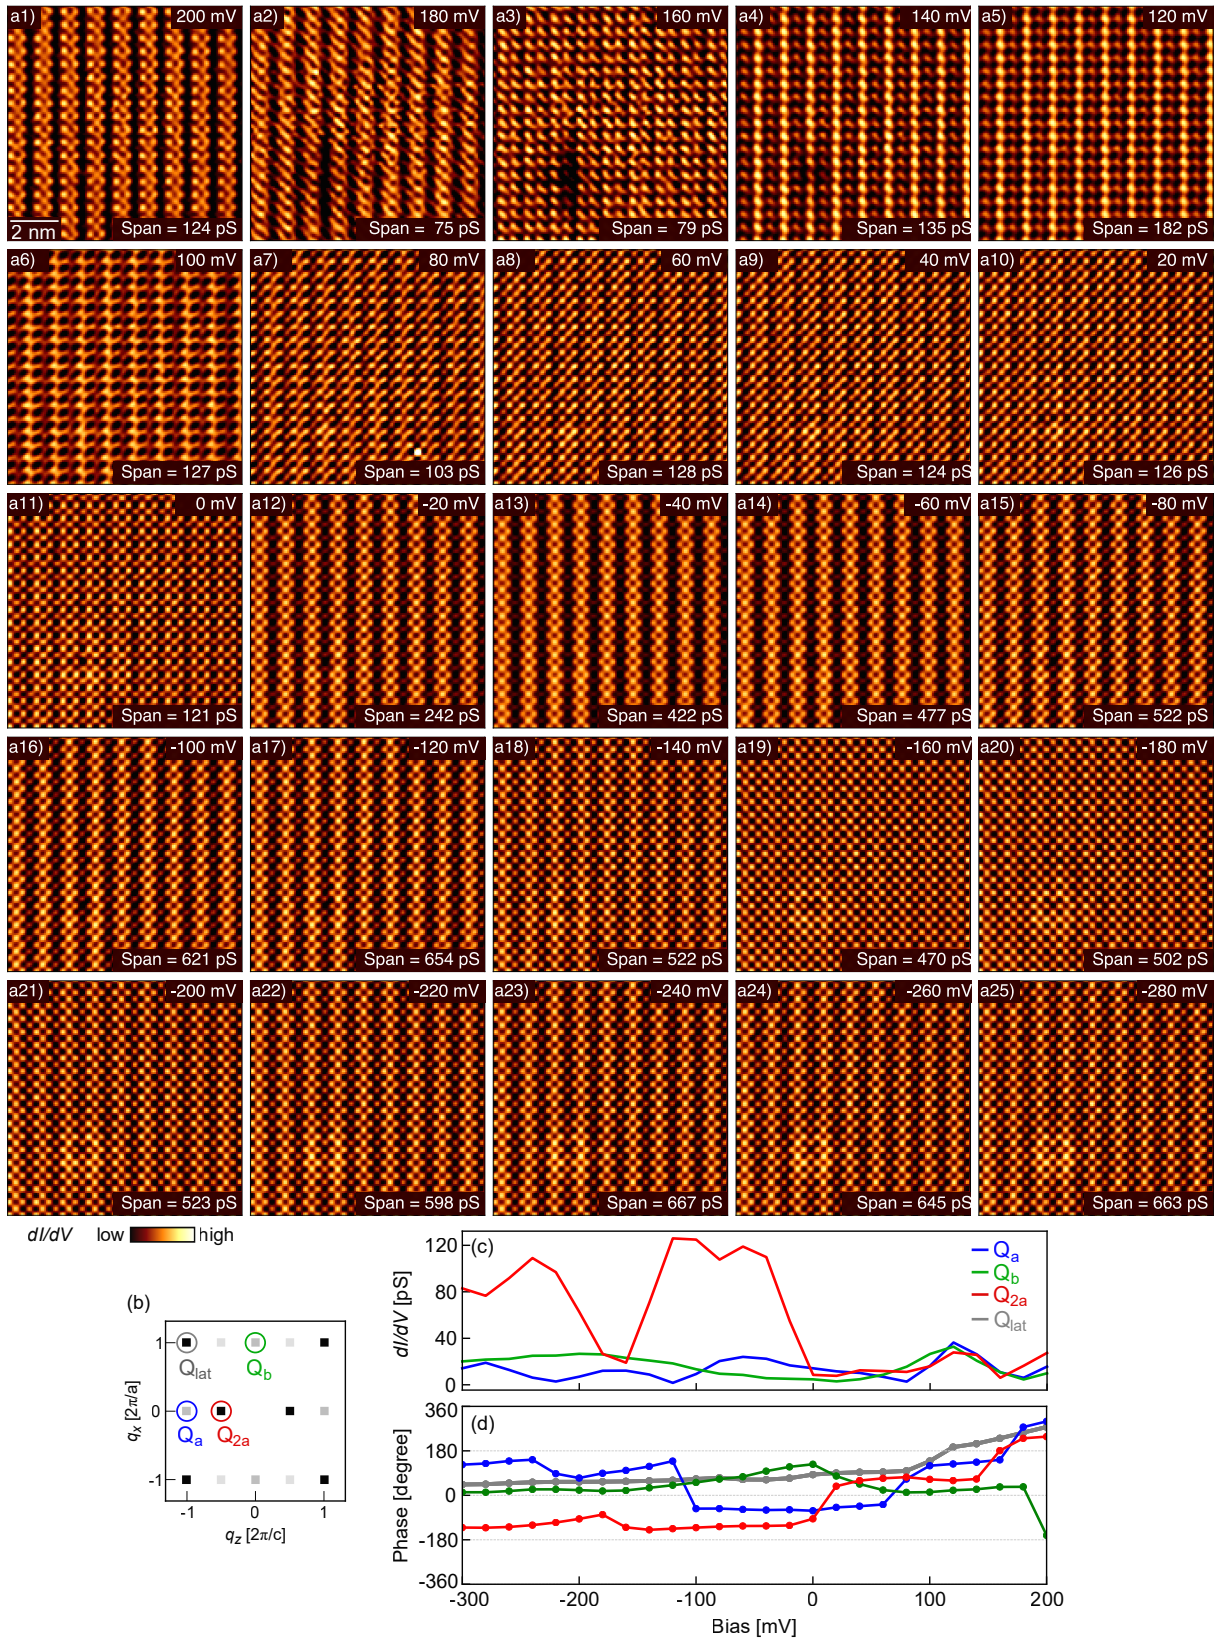 a1) 200 mV
2 nm
Span = 124 pS
a2) 180 mV
Span = 75 pS
a3) 160 mV
Span = 79 pS
a4) 140 mV
Span = 135 pS
a5) 120 mV
Span = 182 pS
a6) 100 mV
Span = 127 pS
a7) 80 mV
Span = 103 pS
a8) 60 mV
Span = 128 pS
a9) 40 mV
Span = 124 pS
a10) 20 mV
Span = 126 pS
a11) 0 mV
Span = 121 pS
a12) -20 mV
Span = 242 pS
a13) -40 mV
Span = 422 pS
a14) -60 mV
Span = 477 pS
a15) -80 mV
Span = 522 pS
a16) -100 mV
Span = 621 pS
a17) -120 mV
Span = 654 pS
a18) -140 mV
Span = 522 pS
a19) -160 mV
Span = 470 pS
a20) -180 mV
Span = 502 pS
a21) -200 mV
Span = 523 pS
a22) -220 mV
Span = 598 pS
a23) -240 mV
Span = 667 pS
a24) -260 mV
Span = 645 pS
a25) -280 mV
Span = 663 pS
dI/dV low high
(b)
1
0
-1
qx [2π/a]
Qlat
Qb
Qa
Q2a
-1 0 1
qz [2π/c]
(c)
120
80
40
0
dI/dV [pS]
Qa
Qb
Q2a
Qlat
(d)
360
180
0
-180
-360
Phase [degree]
-300 -200 -100 0 100 200
Bias [mV]